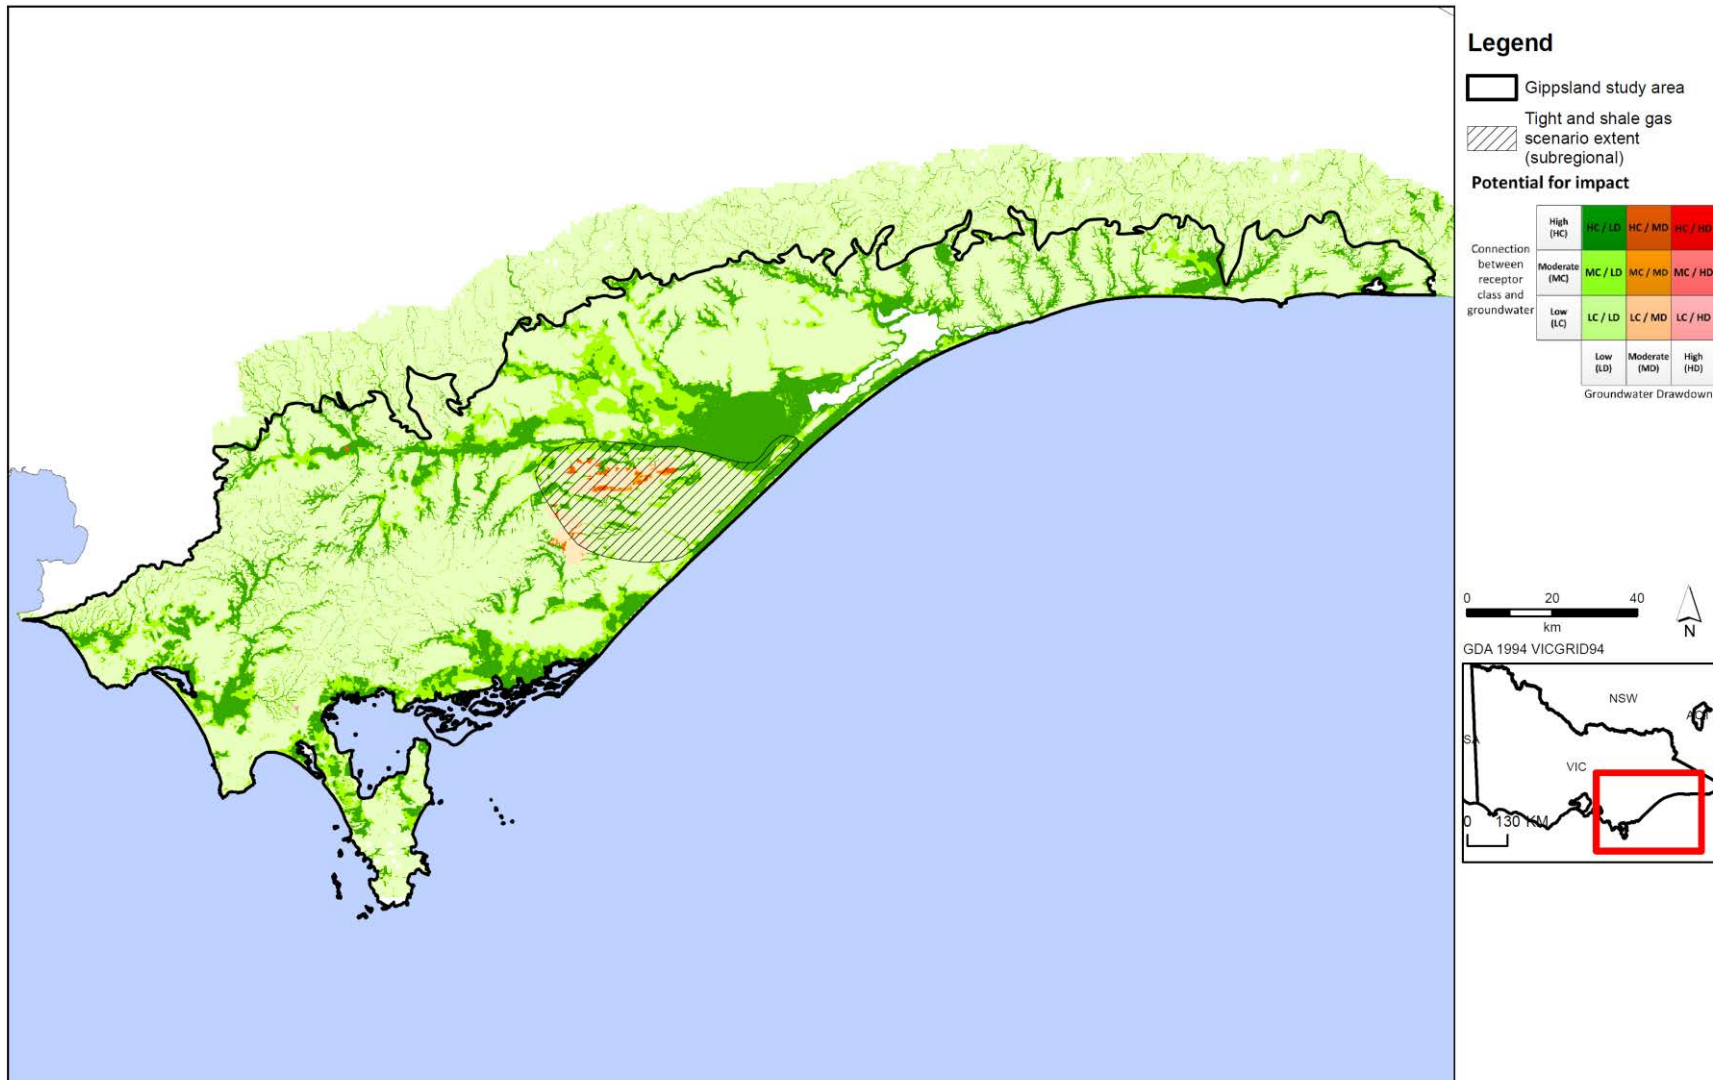 Legend
Gippsland study area
Tight and shale gas
scenario extent
(subregional)
Potential for impact
Connection
between
receptor
class and
groundwater
High
(HC)
HC / LD
HC / MD
HC / HD
Moderate
(MC)
MC / LD
MC / MD
MC / HD
Low
(LC)
LC / LD
LC / MD
LC / HD
Low
(LD)
Moderate
(MD)
High
(HD)
Groundwater Drawdown
0 20 40
km
N
GDA 1994 VICGRID94
NSW
ACT
SA
VIC
0 130 KM